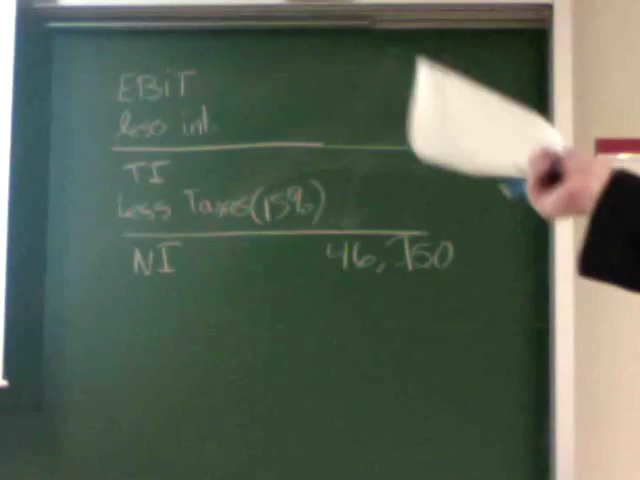 EBiT
less int.
TI
Less Taxes(15%)
NI 46,750